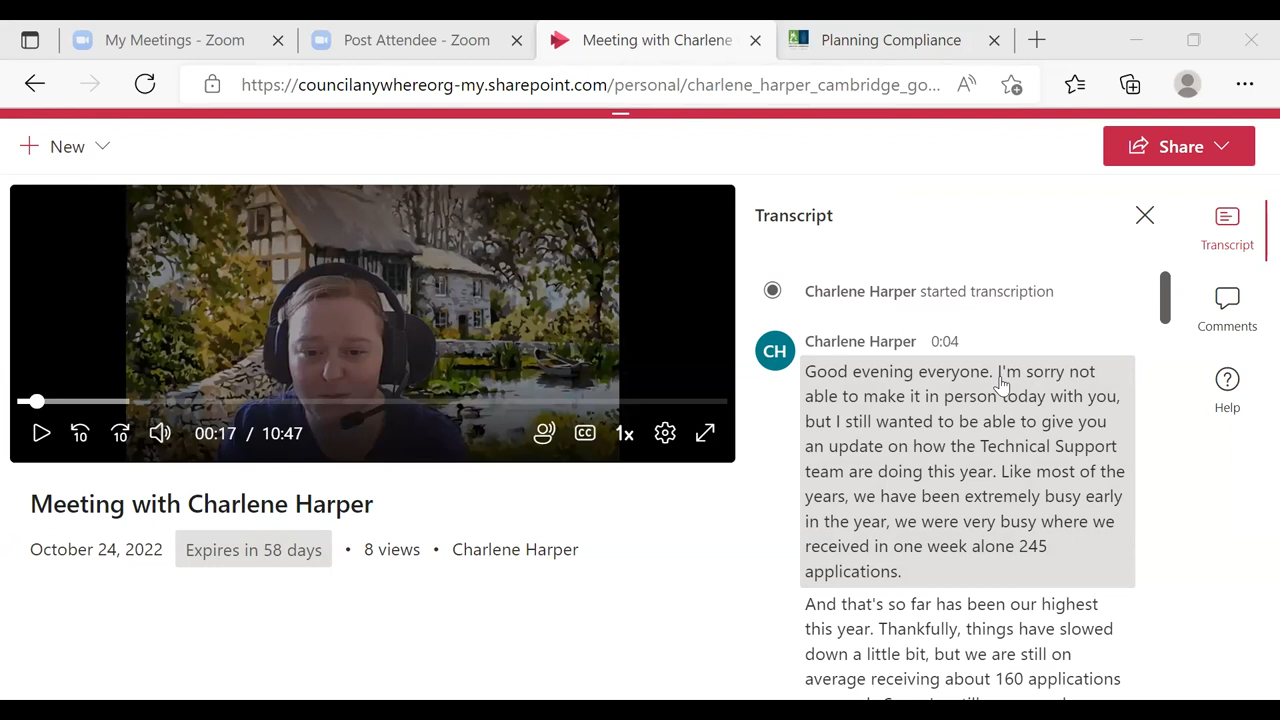 My Meetings - Zoom
Post Attendee - Zoom
Meeting with Charlene
Planning Compliance
https://councilanywhereorg-my.sharepoint.com/personal/charlene_harper_cambridge_go...
New
Share
Transcript
Transcript
Charlene Harper started transcription
Comments
CH
Charlene Harper 0:04
Good evening everyone. I'm sorry not
able to make it in person today with you,
but I still wanted to be able to give you
an update on how the Technical Support
team are doing this year. Like most of the
years, we have been extremely busy early
in the year, we were very busy where we
received in one week alone 245
applications.
Help
And that's so far has been our highest
this year. Thankfully, things have slowed
down a little bit, but we are still on
average receiving about 160 applications
10
10
00:17 / 10:47
CC
1x
Meeting with Charlene Harper
October 24, 2022
Expires in 58 days
• 8 views • Charlene Harper